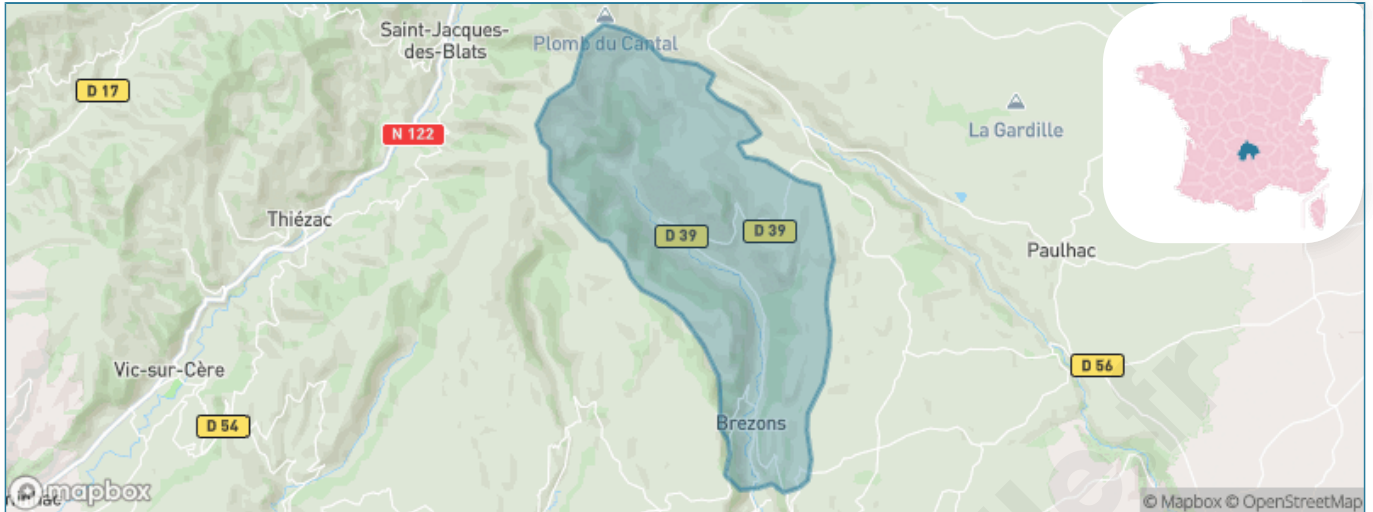 Saint-Jacques-
des-Blats
Plomb du Cantal
D 17
La Gardille
N 122
Thiézac
D 39
D 39
Paulhac
Vic-sur-Cère
D 56
D 54
Brezons
mapbox
© Mapbox © OpenStreetMap